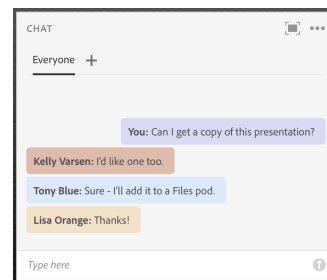 CHAT
Everyone
You: Can I get a copy of this presentation?
Kelly Varsen: I'd like one too.
Tony Blue: Sure - I'll add it to a Files pod.
Lisa Orange: Thanks!
Type here